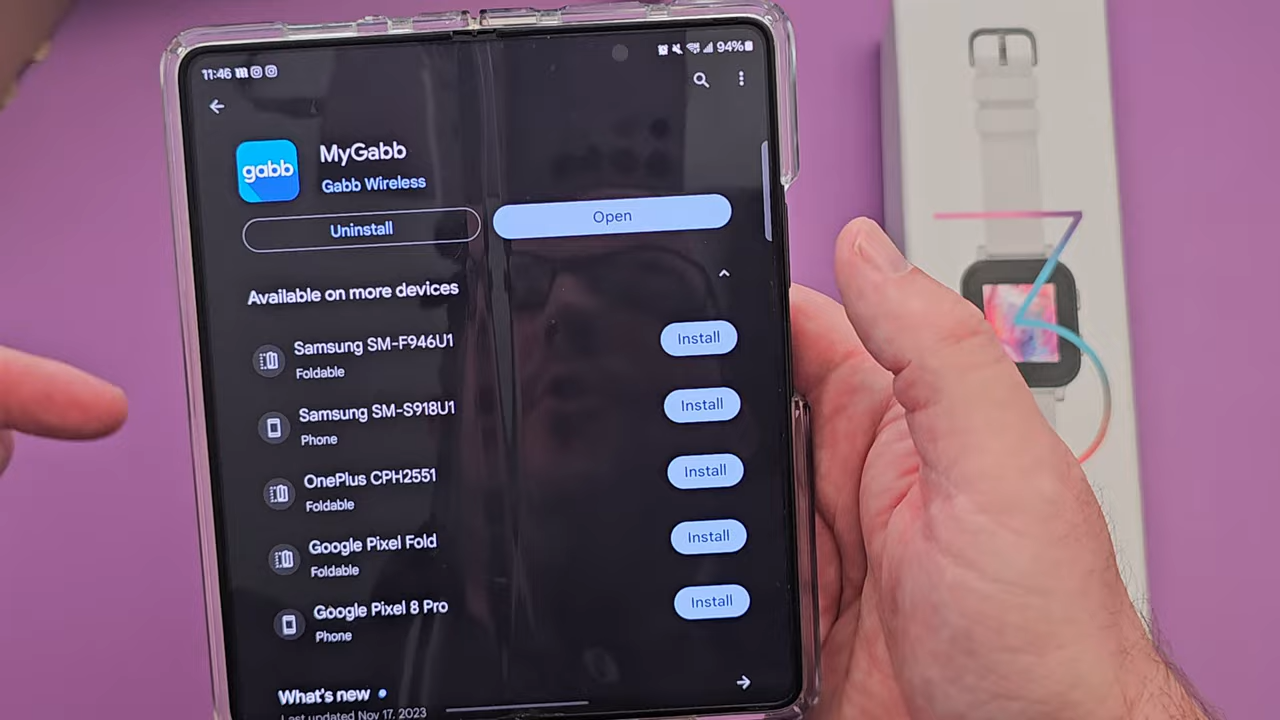 11:46
94%
gabb
MyGabb
Gabb Wireless
Uninstall
Open
Available on more devices
Samsung SM-F946U1
Foldable
Install
Samsung SM-S918U1
Phone
Install
OnePlus CPH2551
Foldable
Install
Google Pixel Fold
Foldable
Install
Google Pixel 8 Pro
Phone
Install
What's new
Last updated Nov 17, 2023
3